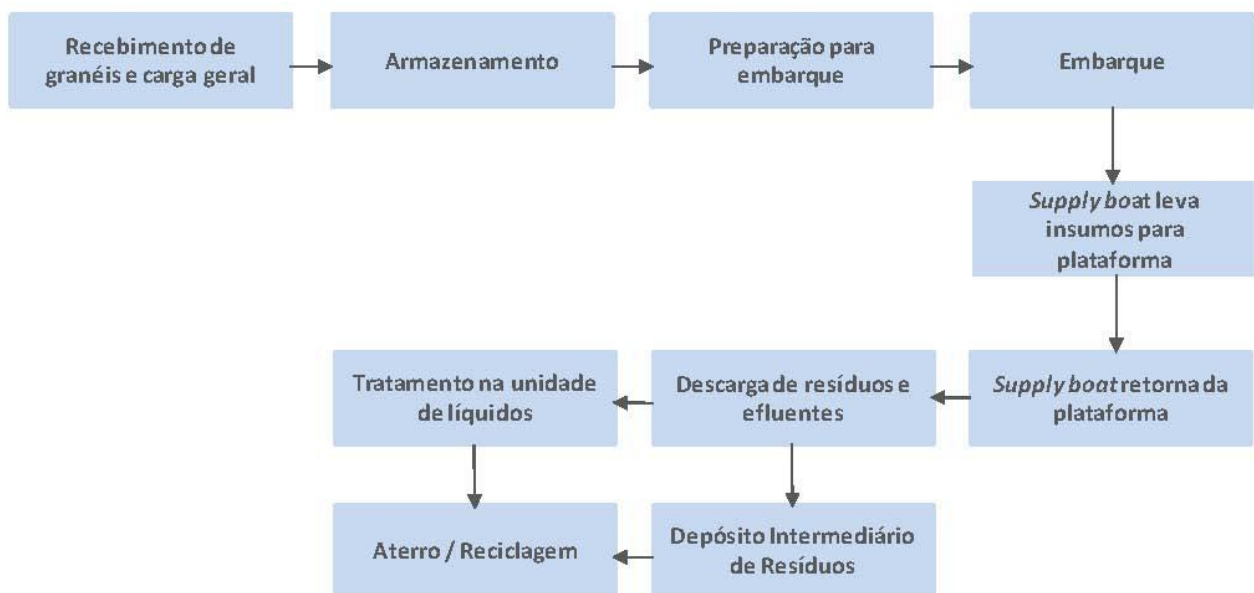 Recebimento de
granéis e carga geral
Armazenamento
Preparação para
embarque
Embarque
Supply boat leva
insumos para
plataforma
Supply boat retorna da
plataforma
Descarga de resíduos e
efluentes
Tratamento na unidade
de líquidos
Depósito Intermediário
de Resíduos
Aterro / Reciclagem